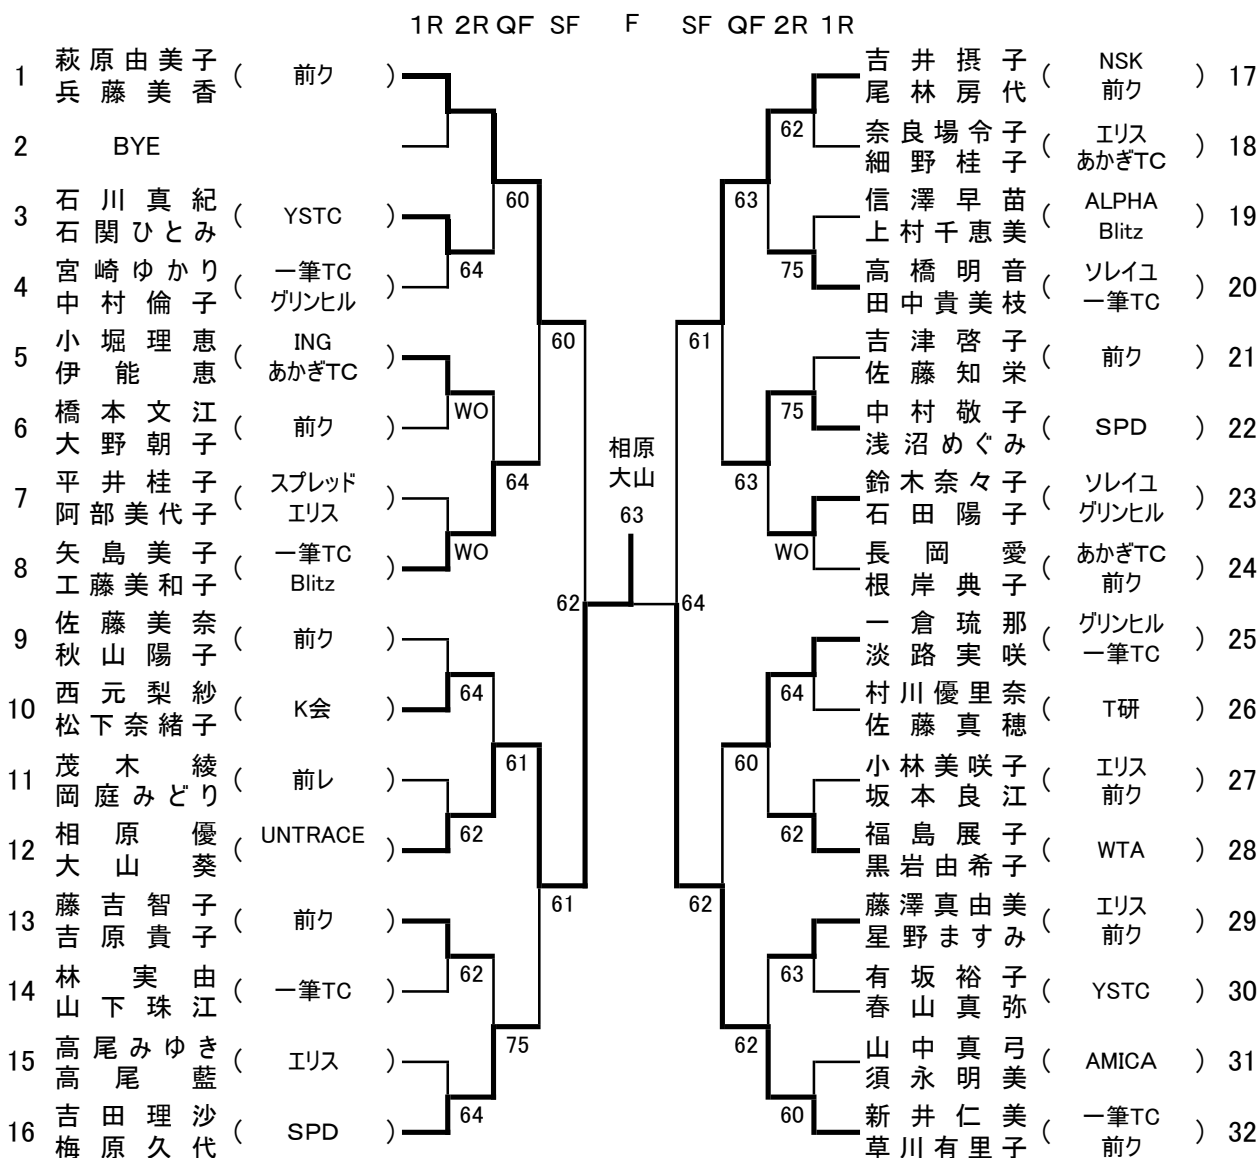 1R 2R QF SF F SF QF 2R 1R
1 萩原由美子 兵藤美香 ( 前ク )
2 BYE
3 石川真紀 石関ひとみ ( YSTC )
4 宮崎ゆかり 中村倫子 ( 一筆TC グリンヒル )
5 小堀理恵 伊能恵 ( ING あかぎTC )
6 橋本文江 大野朝子 ( 前ク )
7 平井桂子 阿部美代子 ( スプレッド エリス )
8 矢島美子 工藤美和子 ( 一筆TC Blitz )
9 佐藤美奈 秋山陽子 ( 前ク )
10 西元梨紗 松下奈緒子 ( K会 )
11 茂木綾 岡庭みどり ( 前レ )
12 相原優 大山葵 ( UNTRACE )
13 藤吉智子 吉原貴子 ( 前ク )
14 林実由 山下珠江 ( 一筆TC )
15 高尾みゆき 高尾藍 ( エリス )
16 吉田理沙 梅原久代 ( SPD )
64
WO
WO
64
62
62
64
60
64
61
75
60
61
62
相原
大山
63
64
61
62
63
63
60
62
62
75
75
WO
64
62
63
60
吉井摂子 尾林房代 ( NSK 前ク ) 17
奈良場令子 細野桂子 ( エリス あかぎTC ) 18
信澤早苗 上村千恵美 ( ALPHA Blitz ) 19
高橋明音 田中貴美枝 ( ソレイユ 一筆TC ) 20
吉津啓子 佐藤知栄 ( 前ク ) 21
中村敬子 浅沼めぐみ ( SPD ) 22
鈴木奈々子 石田陽子 ( ソレイユ グリンヒル ) 23
長岡愛 根岸典子 ( あかぎTC 前ク ) 24
一倉琉那 淡路実咲 ( グリンヒル 一筆TC ) 25
村川優里奈 佐藤真穂 ( T研 ) 26
小林美咲子 坂本良江 ( エリス 前ク ) 27
福島展子 黒岩由希子 ( WTA ) 28
藤澤真由美 星野ますみ ( エリス 前ク ) 29
有坂裕子 春山真弥 ( YSTC ) 30
山中真弓 須永明美 ( AMICA ) 31
新井仁美 草川有里子 ( 一筆TC 前ク ) 32